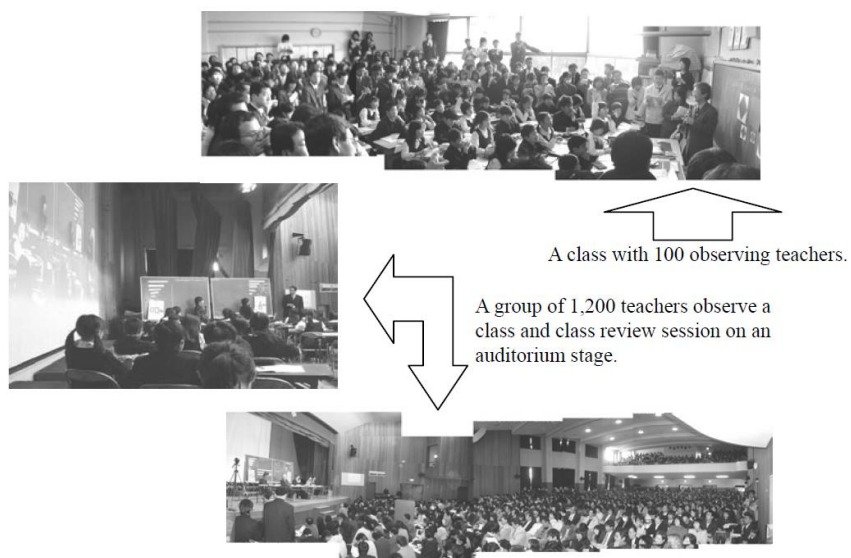 A class with 100 observing teachers.
A group of 1,200 teachers observe a
class and class review session on an
auditorium stage.